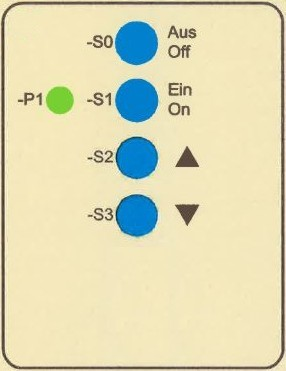 -S0 Aus
Off
-P1 -S1 Ein
On
-S2 ▲
-S3 ▼